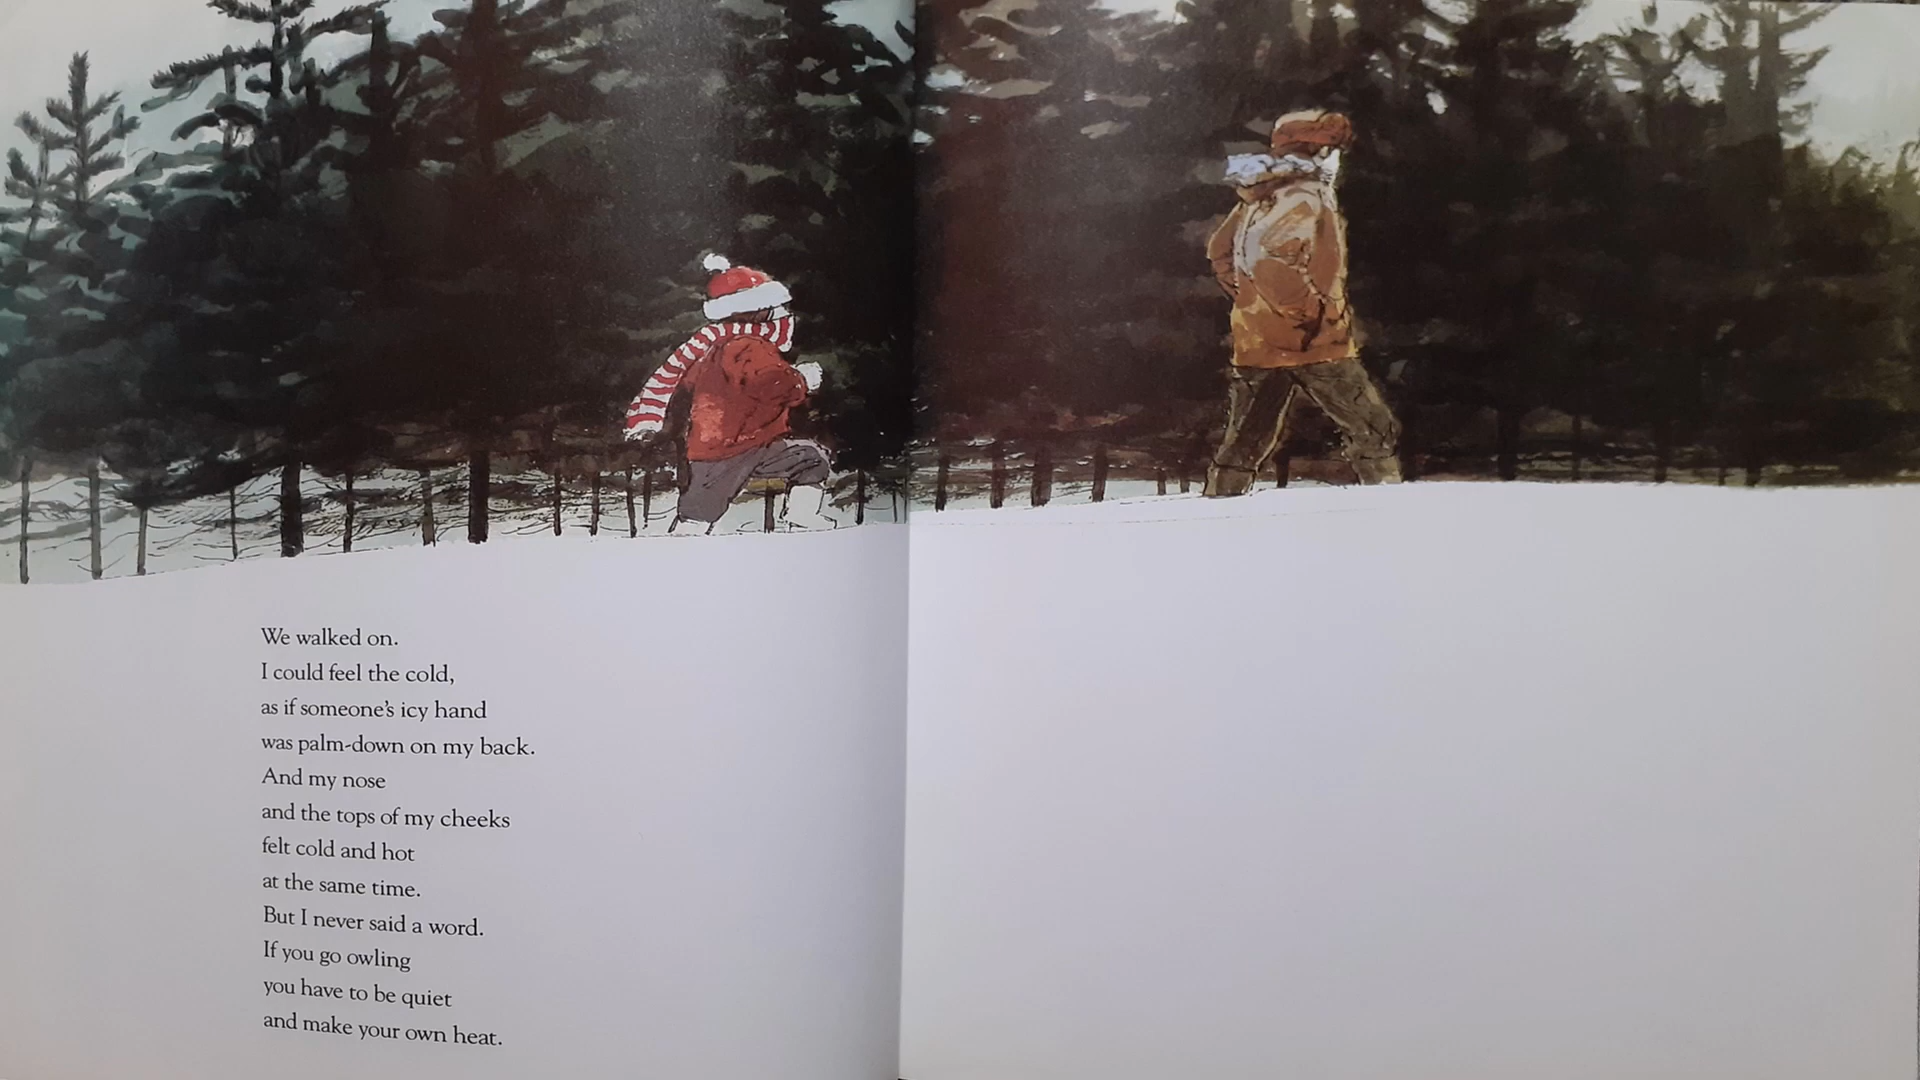 We walked on.
I could feel the cold,
as if someone's icy hand
was palm-down on my back.
And my nose
and the tops of my cheeks
felt cold and hot
at the same time.
But I never said a word.
If you go owling
you have to be quiet
and make your own heat.